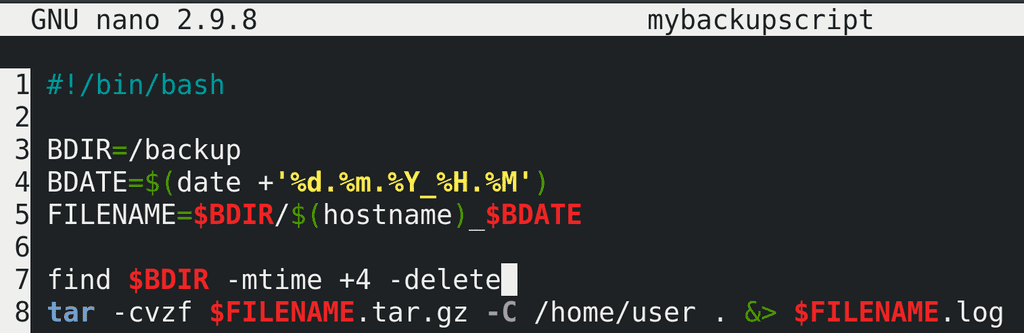 GNU nano 2.9.8 mybackupscript
1 #!/bin/bash
2
3 BDIR=/backup
4 BDATE=$(date +'%d.%m.%Y_%H.%M')
5 FILENAME=$BDIR/$(hostname)_$BDATE
6
7 find $BDIR -mtime +4 -delete
8 tar -cvzf $FILENAME.tar.gz -C /home/user . &> $FILENAME.log